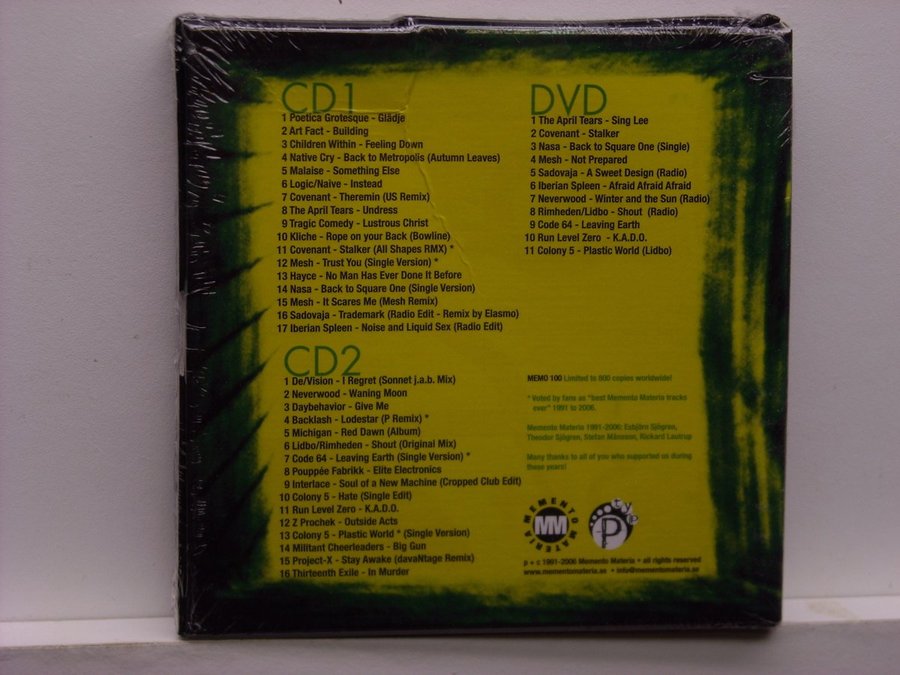 CD1
1 Poetica Grotesque - Glädje
2 Art Fact - Building
3 Children Within - Feeling Down
4 Native Cry - Back to Metropolis (Autumn Leaves)
5 Malaise - Something Else
6 Logic/Naive - Instead
7 Covenant - Theremin (US Remix)
8 The April Tears - Undress
9 Tragic Comedy - Lustrous Christ
10 Kliche - Rope on your Back (Bowline)
11 Covenant - Stalker (All Shapes RMX) *
12 Mesh - Trust You (Single Version) *
13 Hayce - No Man Has Ever Done It Before
14 Nasa - Back to Square One (Single Version)
15 Mesh - It Scares Me (Mesh Remix)
16 Sadovaja - Trademark (Radio Edit - Remix by Elasmo)
17 Iberian Spleen - Noise and Liquid Sex (Radio Edit)
CD2
1 De/Vision - I Regret (Sonnet j.a.b. Mix)
2 Neverwood - Waning Moon
3 Daybehavior - Give Me
4 Backlash - Lodestar (P Remix) *
5 Michigan - Red Dawn (Album)
6 Lidbo/Rimheden - Shout (Original Mix)
7 Code 64 - Leaving Earth (Single Version) *
8 Pouppée Fabrikk - Elite Electronics
9 Interlace - Soul of a New Machine (Cropped Club Edit)
10 Colony 5 - Hate (Single Edit)
11 Run Level Zero - K.A.D.O.
12 Z Prochek - Outside Acts
13 Colony 5 - Plastic World * (Single Version)
14 Militant Cheerleaders - Big Gun
15 Project-X - Stay Awake (davaNtage Remix)
16 Thirteenth Exile - In Murder
DVD
1 The April Tears - Sing Lee
2 Covenant - Stalker
3 Nasa - Back to Square One (Single)
4 Mesh - Not Prepared
5 Sadovaja - A Sweet Design (Radio)
6 Iberian Spleen - Afraid Afraid Afraid
7 Neverwood - Winter and the Sun (Radio)
8 Rimheden/Lidbo - Shout (Radio)
9 Code 64 - Leaving Earth
10 Run Level Zero - K.A.D.O.
11 Colony 5 - Plastic World (Lidbo)
MEMO 100 Limited to 800 copies worldwide!
* Voted by fans as "best Memento Materia tracks
ever" 1991 to 2006.
Memento Materia 1991-2006: Esbjörn Sjögren,
Theodor Sjögren, Stefan Månsson, Rickard Lautrup
Many thanks to all of you who supported us during
these years!
MEMENTO MATERIA
MM
P
p + c 1991-2006 Memento Materia • all rights reserved
www.mementomateria.se • info@mementomateria.se